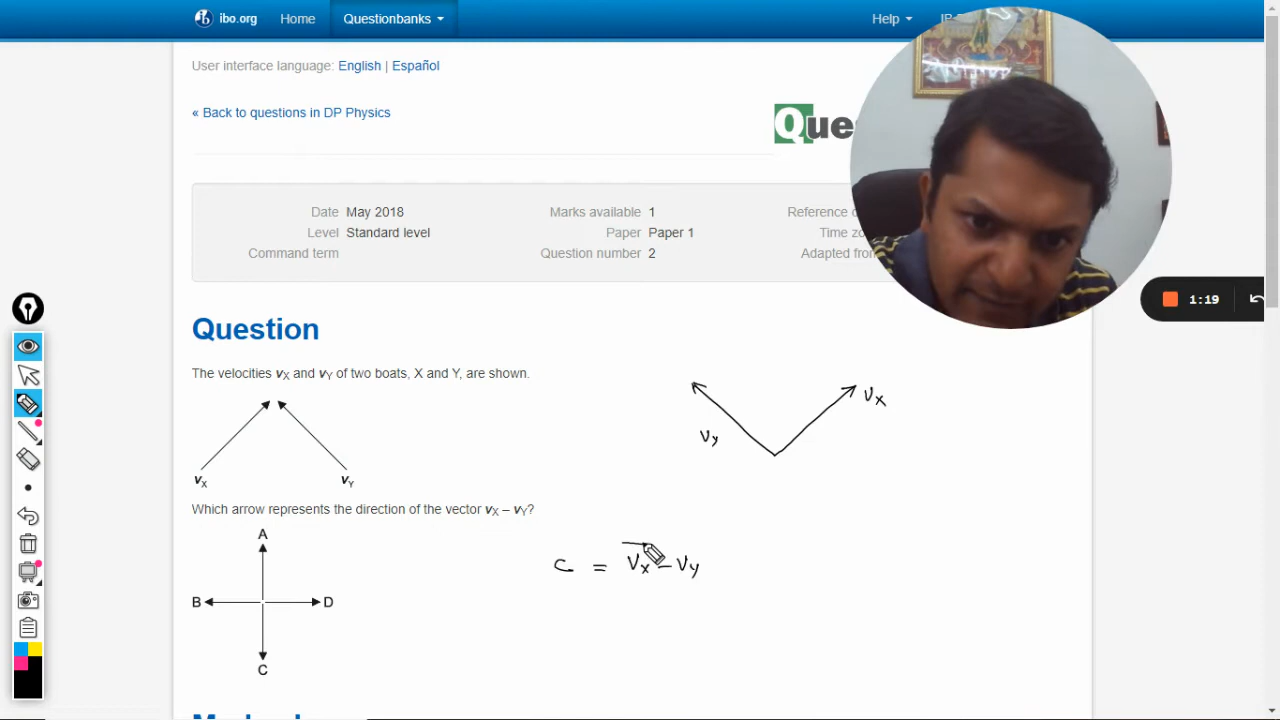 ibo.org Home Questionbanks Help
User interface language: English | Español
« Back to questions in DP Physics
Date May 2018 Marks available 1
Level Standard level Paper Paper 1
Command term Question number 2 Adapted from
1:19
Question
The velocities vX and vY of two boats, X and Y, are shown.
vx
vy
vX vY
Which arrow represents the direction of the vector vX – vY?
A
C = Vx – Vy
B D
C